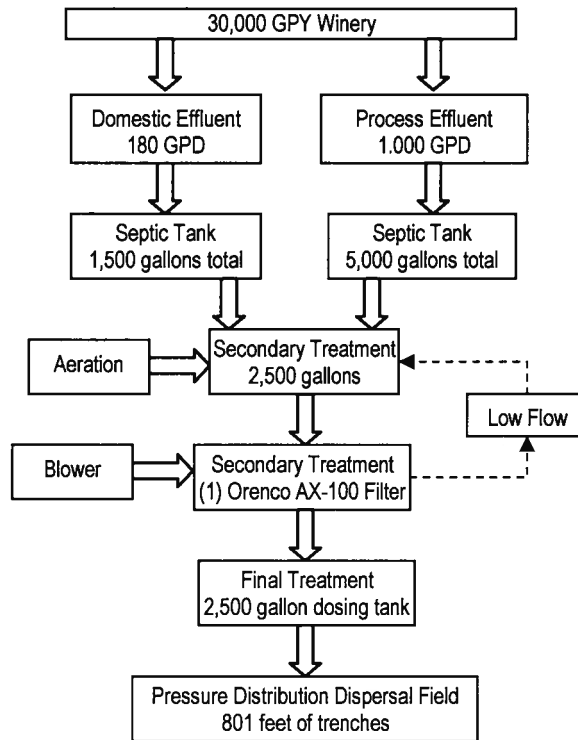 30,000 GPY Winery
Domestic Effluent
180 GPD
Process Effluent
1.000 GPD
Septic Tank
1,500 gallons total
Septic Tank
5,000 gallons total
Aeration
Secondary Treatment
2,500 gallons
Low Flow
Blower
Secondary Treatment
(1) Orenco AX-100 Filter
Final Treatment
2,500 gallon dosing tank
Pressure Distribution Dispersal Field
801 feet of trenches